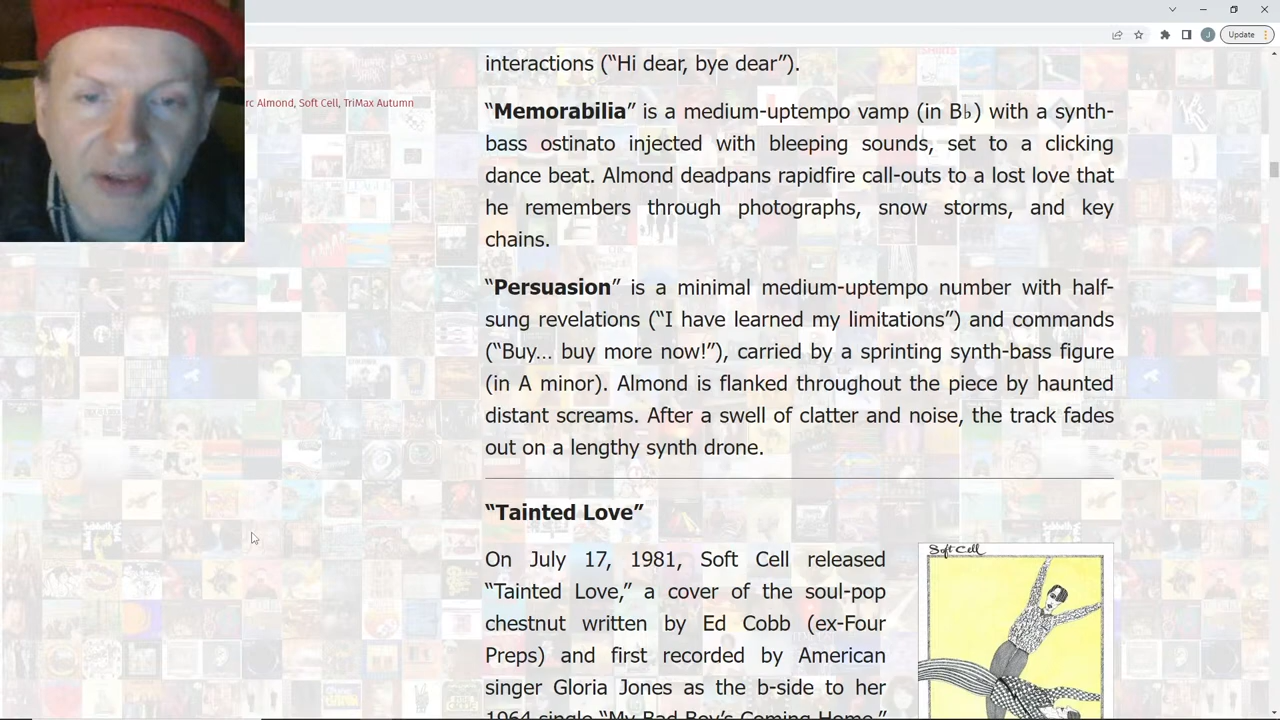 Update
interactions (“Hi dear, bye dear”).
rc Almond, Soft Cell, TriMax Autumn
“Memorabilia” is a medium-uptempo vamp (in B♭) with a synth-
bass ostinato injected with bleeping sounds, set to a clicking
dance beat. Almond deadpans rapidfire call-outs to a lost love that
he remembers through photographs, snow storms, and key
chains.
“Persuasion” is a minimal medium-uptempo number with half-
sung revelations (“I have learned my limitations”) and commands
(“Buy… buy more now!”), carried by a sprinting synth-bass figure
(in A minor). Almond is flanked throughout the piece by haunted
distant screams. After a swell of clatter and noise, the track fades
out on a lengthy synth drone.
“Tainted Love”
On July 17, 1981, Soft Cell released
“Tainted Love,” a cover of the soul-pop
chestnut written by Ed Cobb (ex-Four
Preps) and first recorded by American
singer Gloria Jones as the b-side to her
1964 single “My Bad Boy’s Coming Home.”
Soft Cell